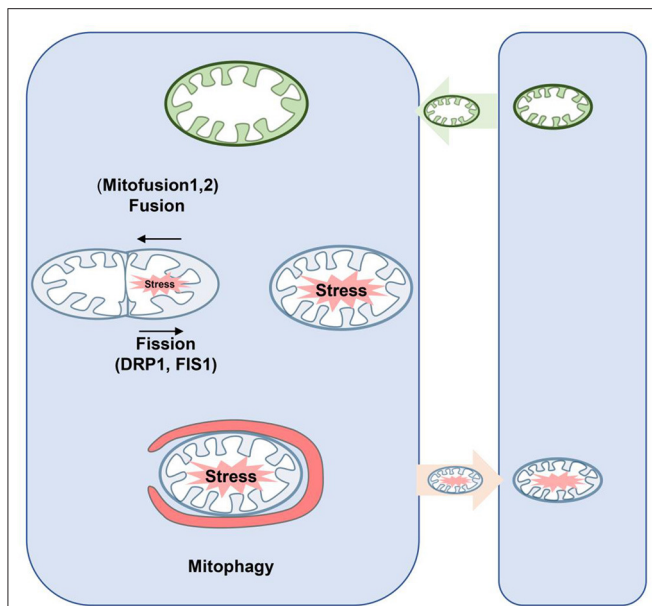 (Mitofusion1,2)
Fusion
Stress
Stress
Fission
(DRP1, FIS1)
Stress
Mitophagy